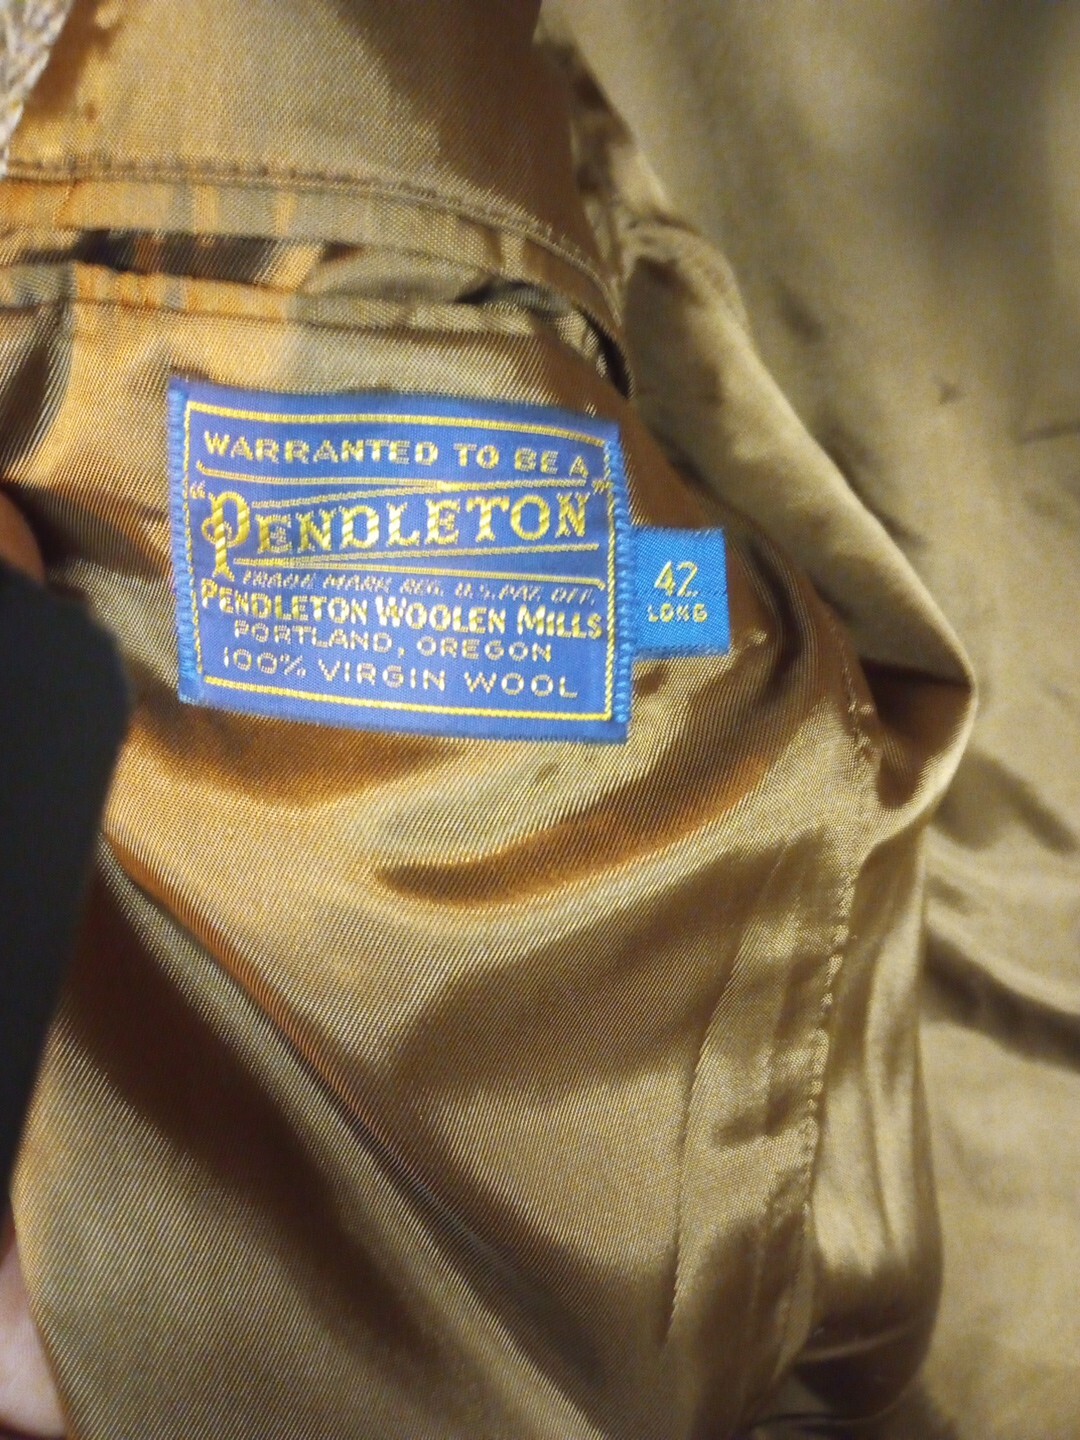 WARRANTED TO BE A
"PENDLETON"
TRADE MARK REG. U.S. PAT. OFF.
PENDLETON WOOLEN MILLS
PORTLAND, OREGON
100% VIRGIN WOOL
42
LONG